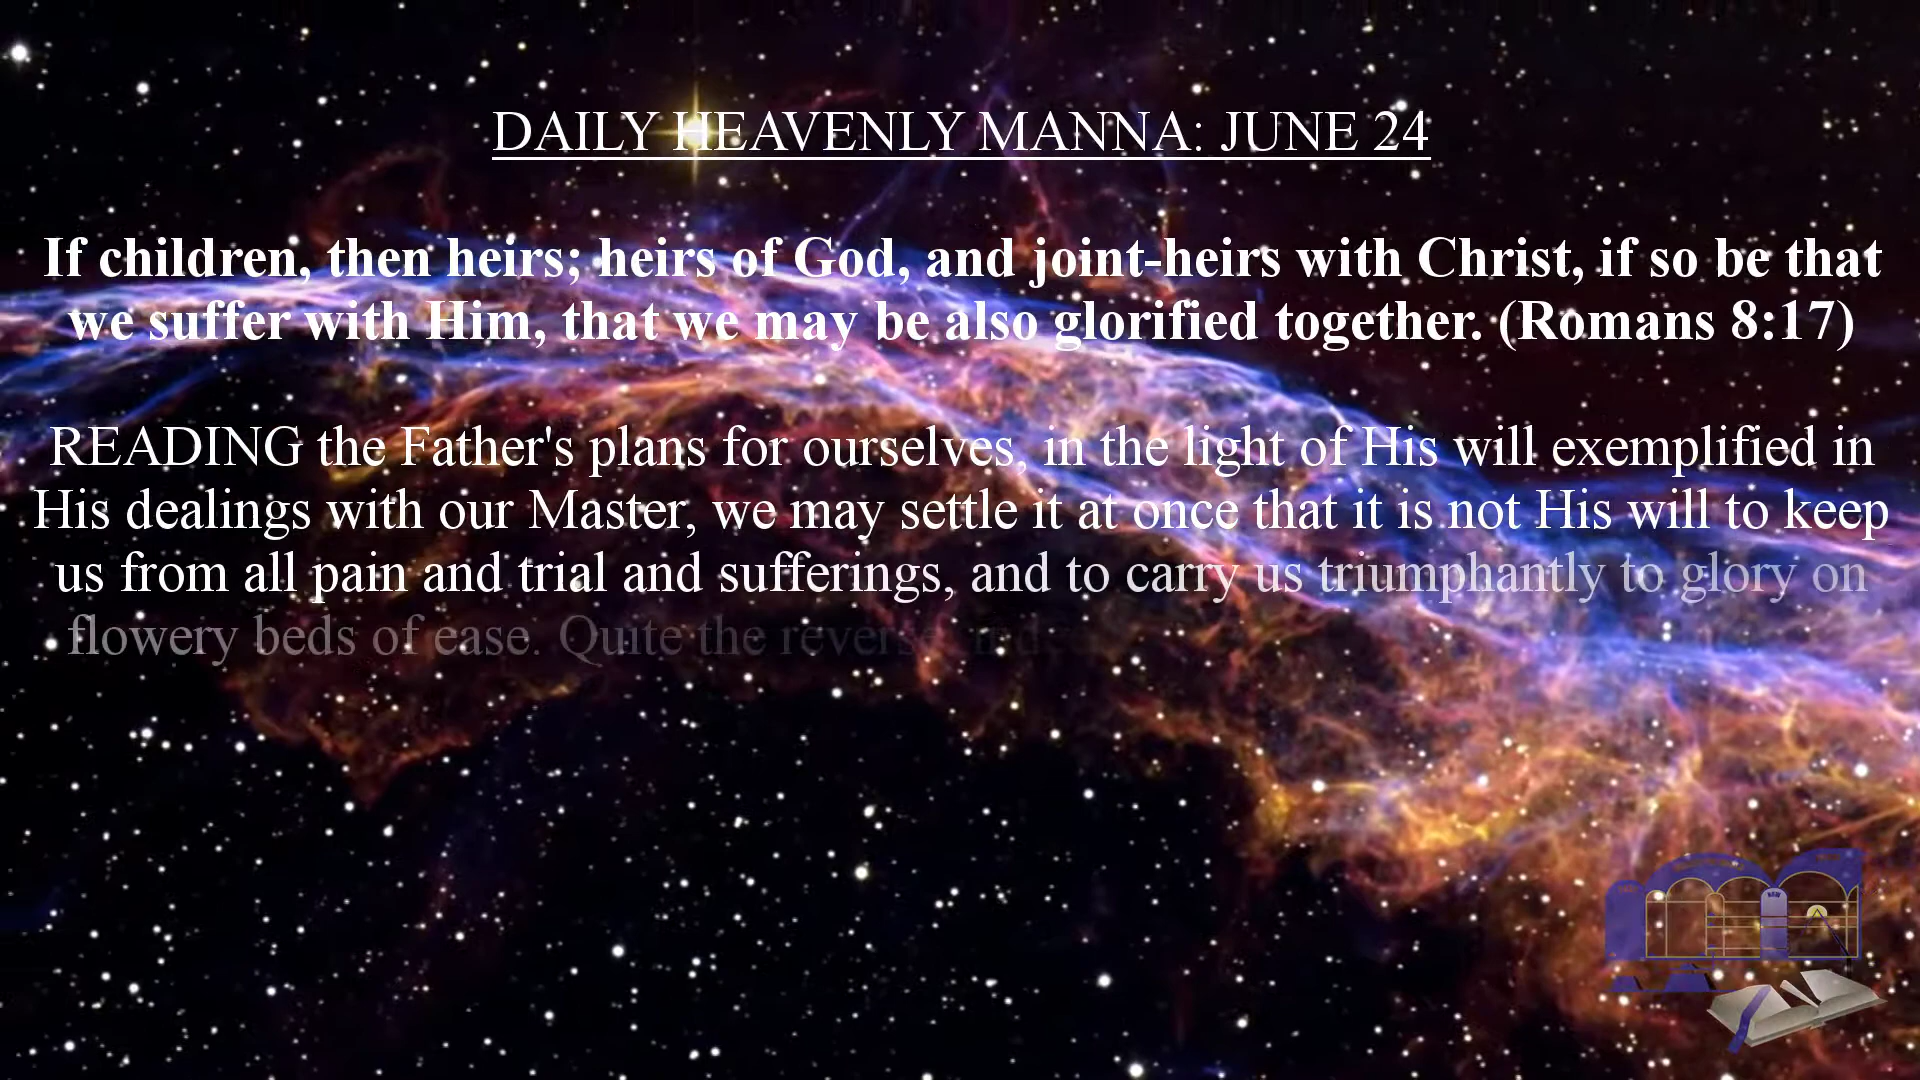 DAILY HEAVENLY MANNA: JUNE 24
If children, then heirs; heirs of God, and joint-heirs with Christ, if so be that
we suffer with Him, that we may be also glorified together. (Romans 8:17)
READING the Father's plans for ourselves, in the light of His will exemplified in
His dealings with our Master, we may settle it at once that it is not His will to keep
us from all pain and trial and sufferings, and to carry us triumphantly to glory on
flowery beds of ease. Quite the reverse,